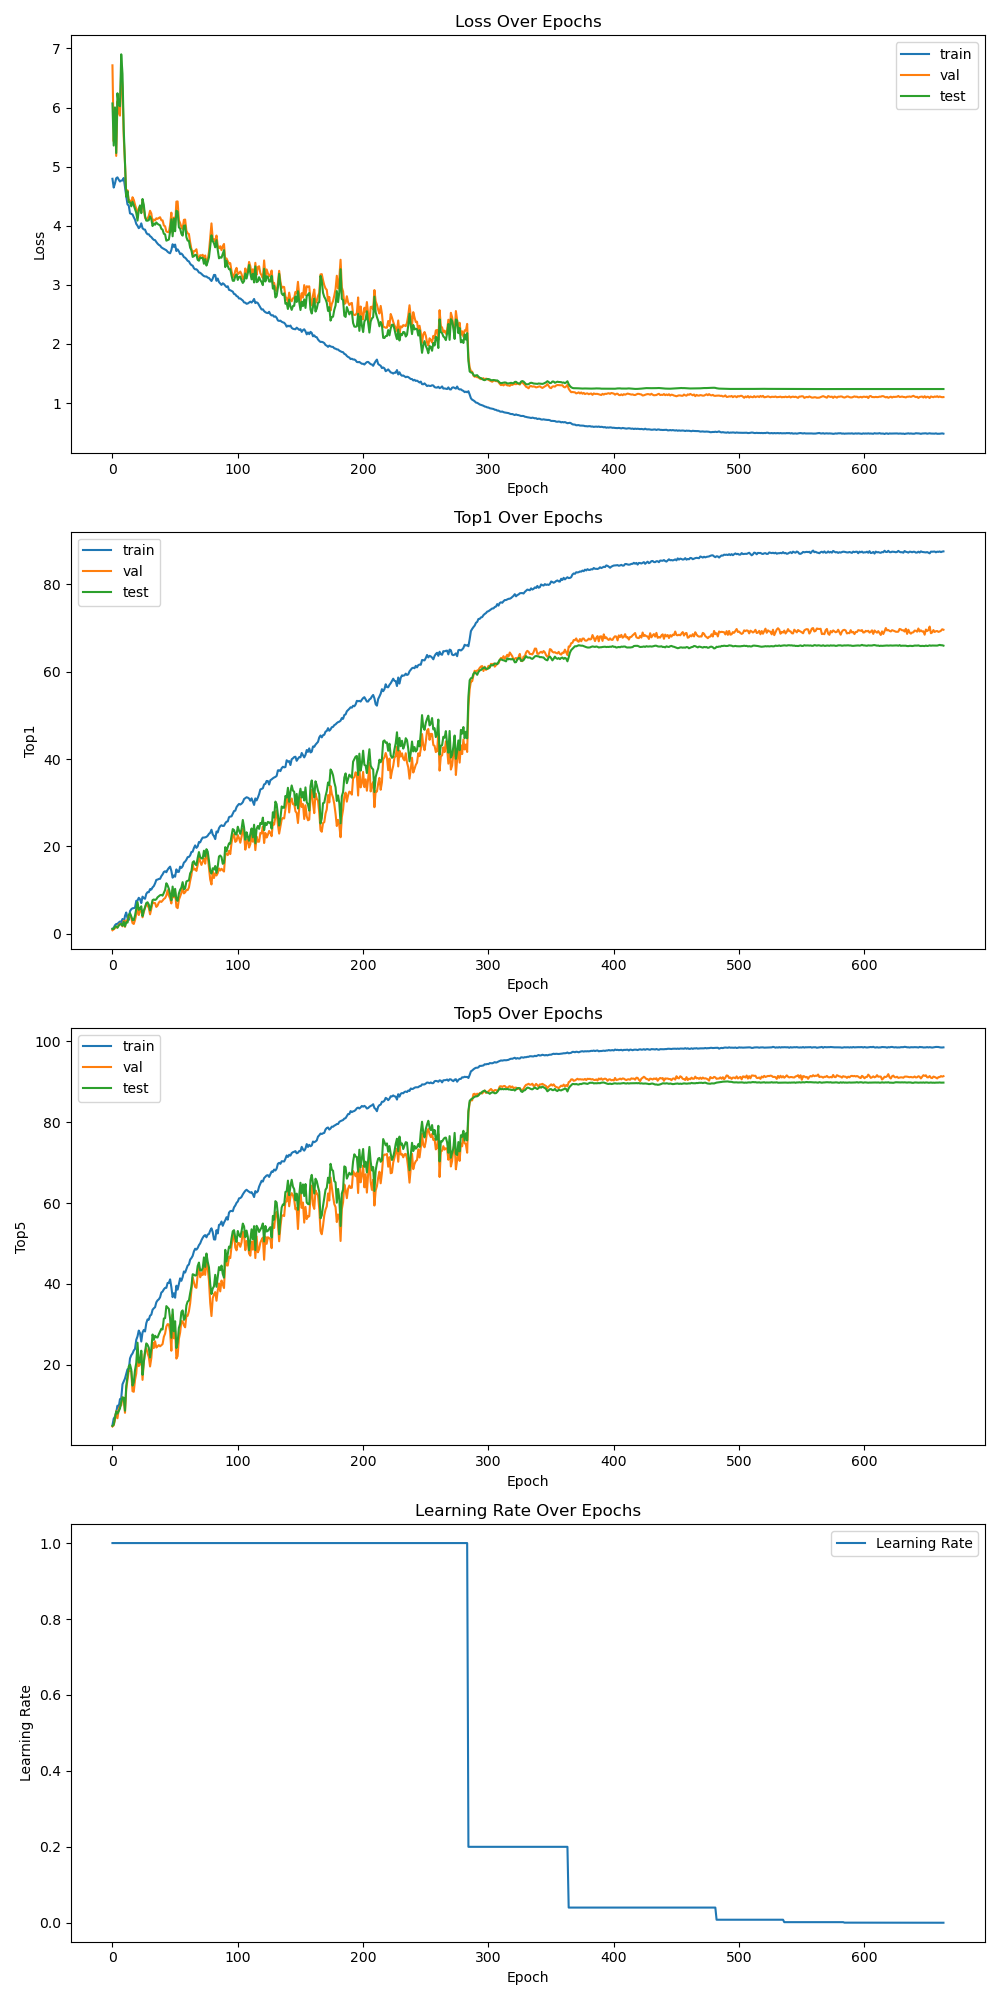 Loss Over Epochs
7
6
5
4
3
2
1
Loss
train
val
test
0 100 200 300 400 500 600
Epoch
Top1 Over Epochs
80
60
40
20
0
Top1
train
val
test
0 100 200 300 400 500 600
Epoch
Top5 Over Epochs
100
80
60
40
20
Top5
train
val
test
0 100 200 300 400 500 600
Epoch
Learning Rate Over Epochs
1.0
0.8
0.6
0.4
0.2
0.0
Learning Rate
Learning Rate
0 100 200 300 400 500 600
Epoch